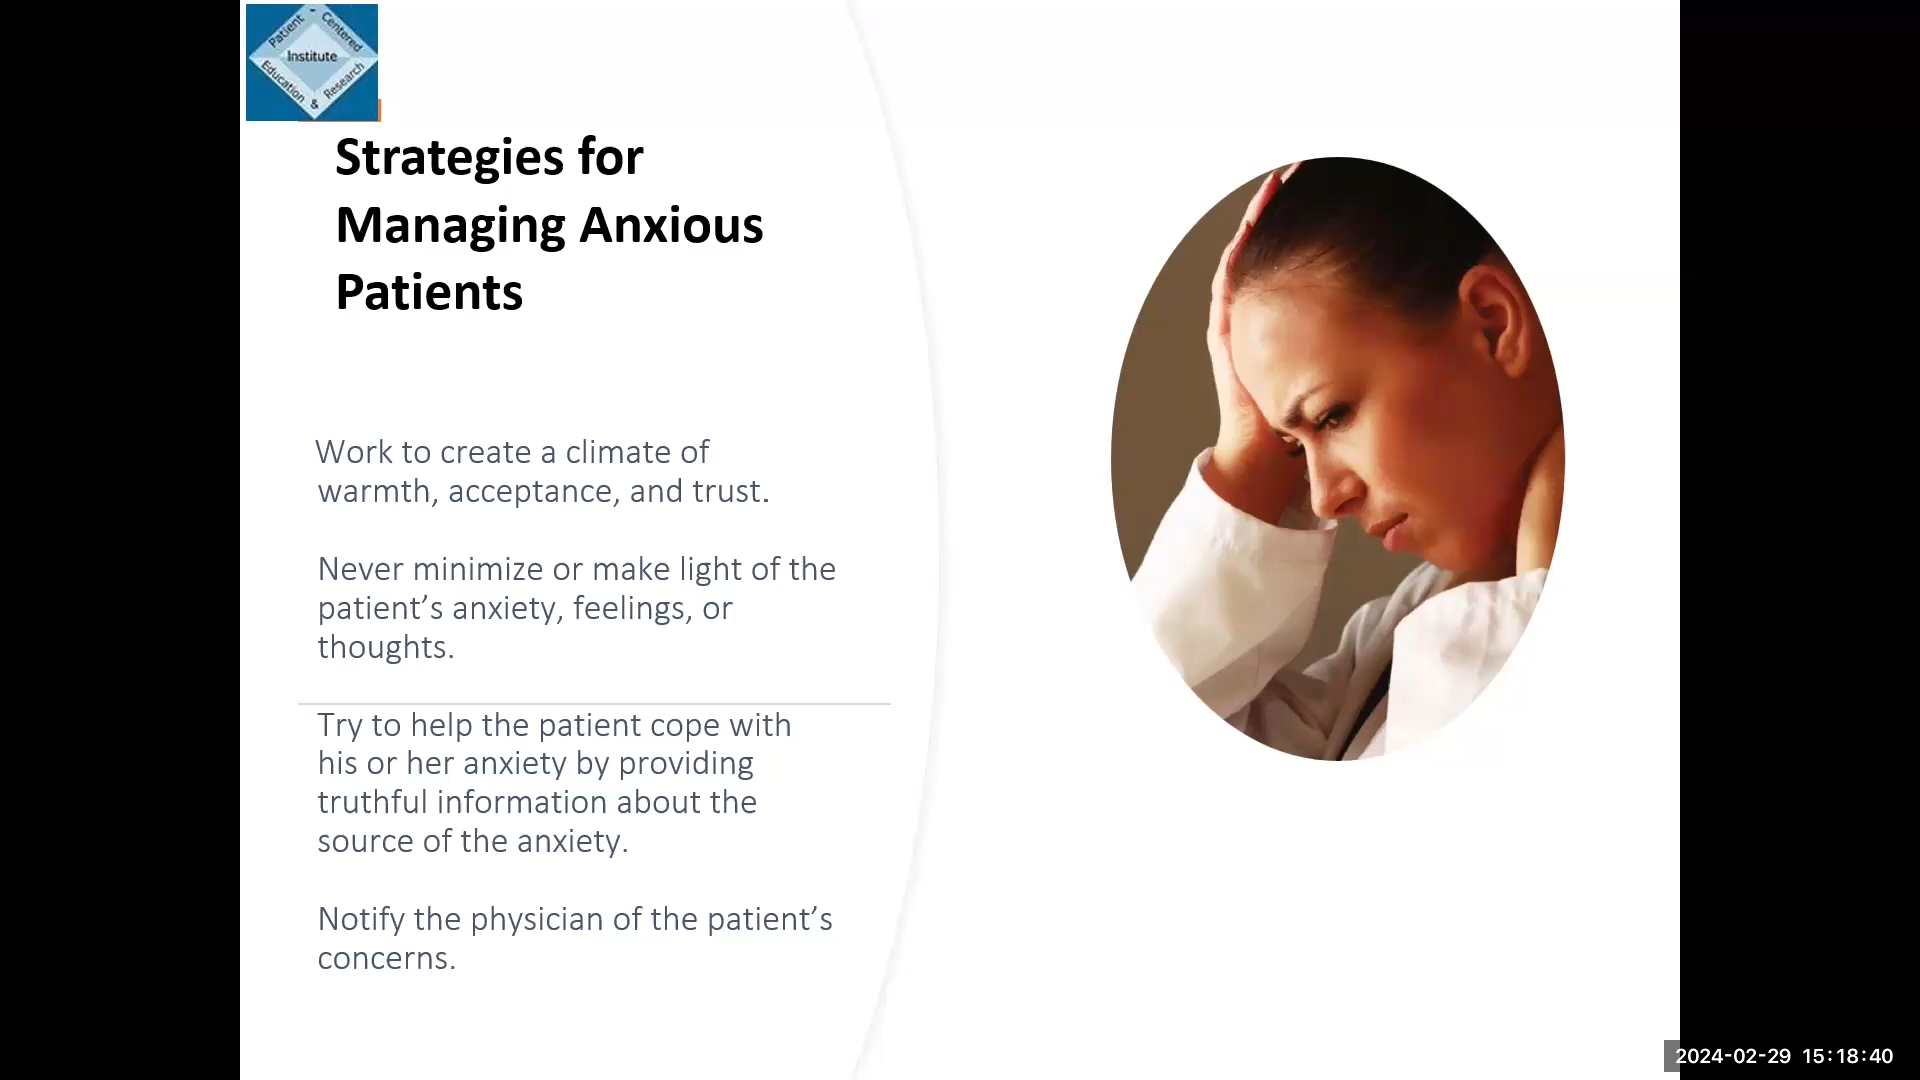 Patient - Centered
Institute
Education & Research
Strategies for
Managing Anxious
Patients
Work to create a climate of
warmth, acceptance, and trust.
Never minimize or make light of the
patient’s anxiety, feelings, or
thoughts.
Try to help the patient cope with
his or her anxiety by providing
truthful information about the
source of the anxiety.
Notify the physician of the patient’s
concerns.
2024-02-29 15:18:40